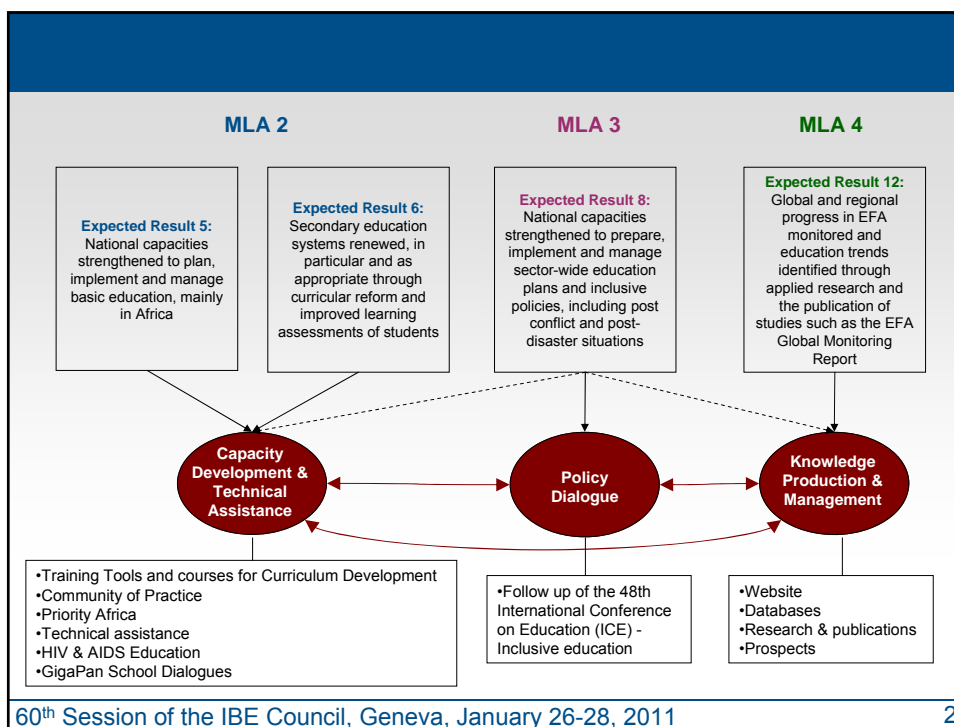 MLA 2
MLA 3
MLA 4
Expected Result 5:
National capacities
strengthened to plan,
implement and manage
basic education, mainly
in Africa
Expected Result 6:
Secondary education
systems renewed, in
particular and as
appropriate through
curricular reform and
improved learning
assessments of students
Expected Result 8:
National capacities
strengthened to prepare,
implement and manage
sector-wide education
plans and inclusive
policies, including post
conflict and post-
disaster situations
Expected Result 12:
Global and regional
progress in EFA
monitored and
education trends
identified through
applied research and
the publication of
studies such as the EFA
Global Monitoring
Report
Capacity
Development &
Technical
Assistance
Policy
Dialogue
Knowledge
Production &
Management
•Training Tools and courses for Curriculum Development
•Community of Practice
•Priority Africa
•Technical assistance
•HIV & AIDS Education
•GigaPan School Dialogues
•Follow up of the 48th
International Conference
on Education (ICE) -
Inclusive education
•Website
•Databases
•Research & publications
•Prospects
60th Session of the IBE Council, Geneva, January 26-28, 2011
2